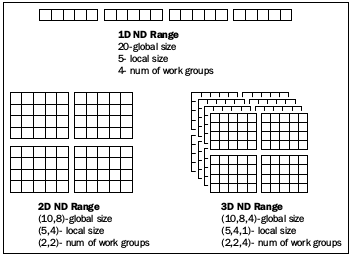 1D ND Range
20-global size
5- local size
4- num of work groups
2D ND Range
(10,8)-global size
(5,4)- local size
(2,2)- num of work groups
3D ND Range
(10,8,4)-global size
(5,4,1)- local size
(2,2,4)- num of work groups